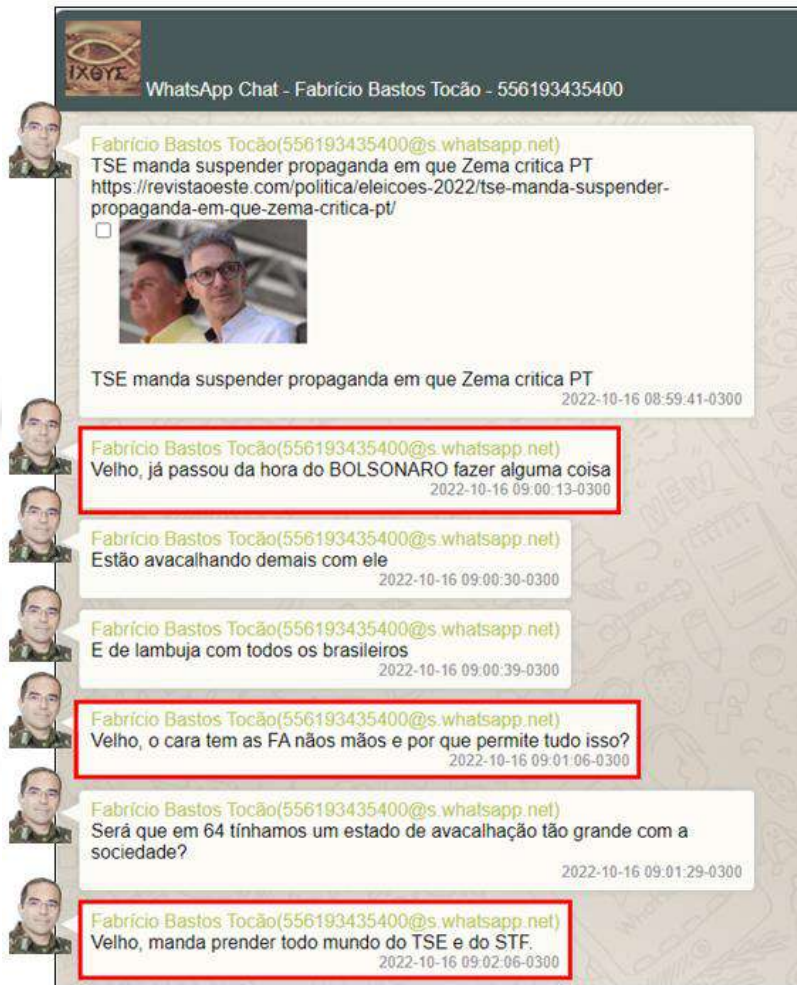 ΙΧΘΥΣ
WhatsApp Chat - Fabrício Bastos Tocão - 556193435400
Fabrício Bastos Tocão(556193435400@s.whatsapp.net)
TSE manda suspender propaganda em que Zema critica PT
https://revistaoeste.com/politica/eleicoes-2022/tse-manda-suspender-
propaganda-em-que-zema-critica-pt/
TSE manda suspender propaganda em que Zema critica PT
2022-10-16 08:59:41-0300
Fabrício Bastos Tocão(556193435400@s.whatsapp.net)
Velho, já passou da hora do BOLSONARO fazer alguma coisa
2022-10-16 09:00:13-0300
Fabrício Bastos Tocão(556193435400@s.whatsapp.net)
Estão avacalhando demais com ele
2022-10-16 09:00:30-0300
Fabrício Bastos Tocão(556193435400@s.whatsapp.net)
E de lambuja com todos os brasileiros
2022-10-16 09:00:39-0300
Fabrício Bastos Tocão(556193435400@s.whatsapp.net)
Velho, o cara tem as FA nãos mãos e por que permite tudo isso?
2022-10-16 09:01:06-0300
Fabrício Bastos Tocão(556193435400@s.whatsapp.net)
Será que em 64 tínhamos um estado de avacalhação tão grande com a
sociedade?
2022-10-16 09:01:29-0300
Fabrício Bastos Tocão(556193435400@s.whatsapp.net)
Velho, manda prender todo mundo do TSE e do STF.
2022-10-16 09:02:06-0300